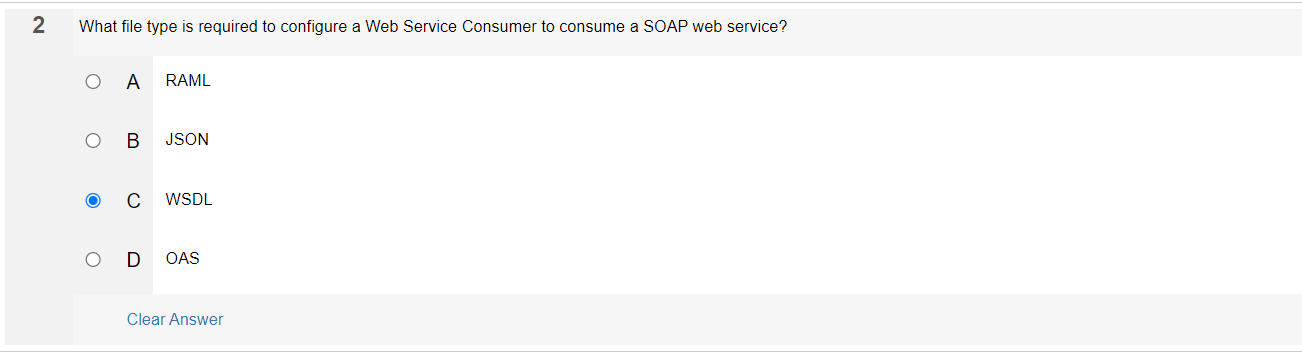 2 What file type is required to configure a Web Service Consumer to consume a SOAP web service?
A RAML
B JSON
C WSDL
D OAS
Clear Answer